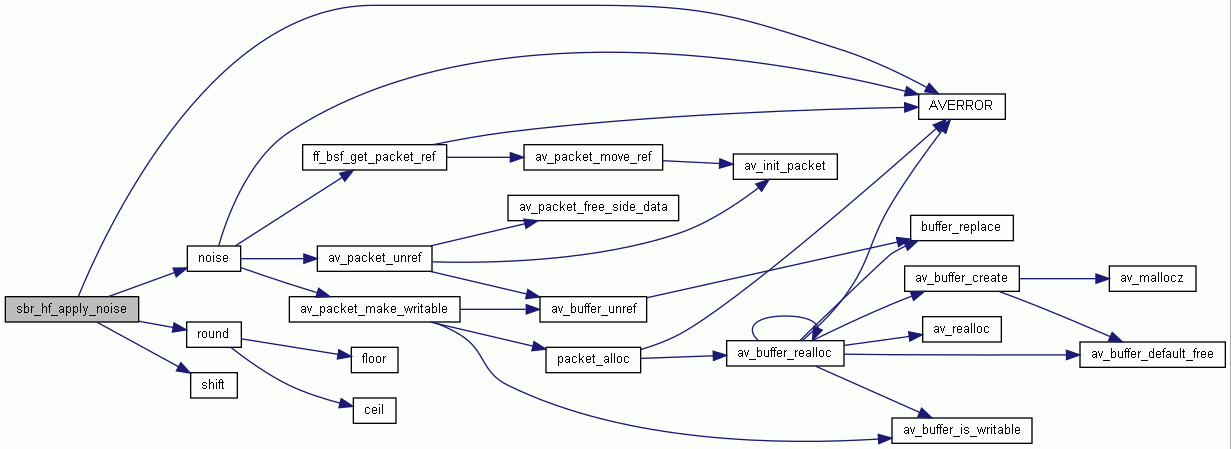 AVERROR
ff_bsf_get_packet_ref
av_packet_move_ref
av_init_packet
av_packet_free_side_data
buffer_replace
noise
av_packet_unref
av_buffer_create
av_mallocz
sbr_hf_apply_noise
av_packet_make_writable
av_buffer_unref
round
av_realloc
floor
packet_alloc
av_buffer_realloc
av_buffer_default_free
shift
ceil
av_buffer_is_writable